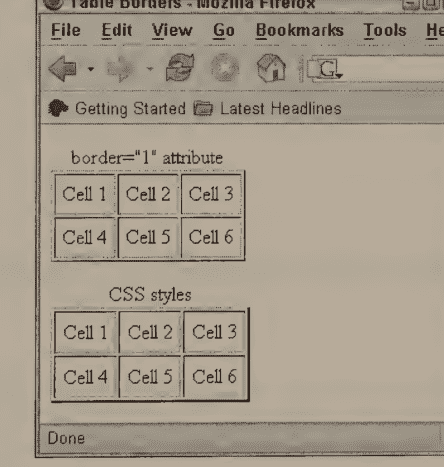 Table Borders - Mozilla Firefox
File Edit View Go Bookmarks Tools He
G
Getting Started Latest Headlines
border="1" attribute
Cell 1 Cell 2 Cell 3
Cell 4 Cell 5 Cell 6
CSS styles
Cell 1 Cell 2 Cell 3
Cell 4 Cell 5 Cell 6
Done